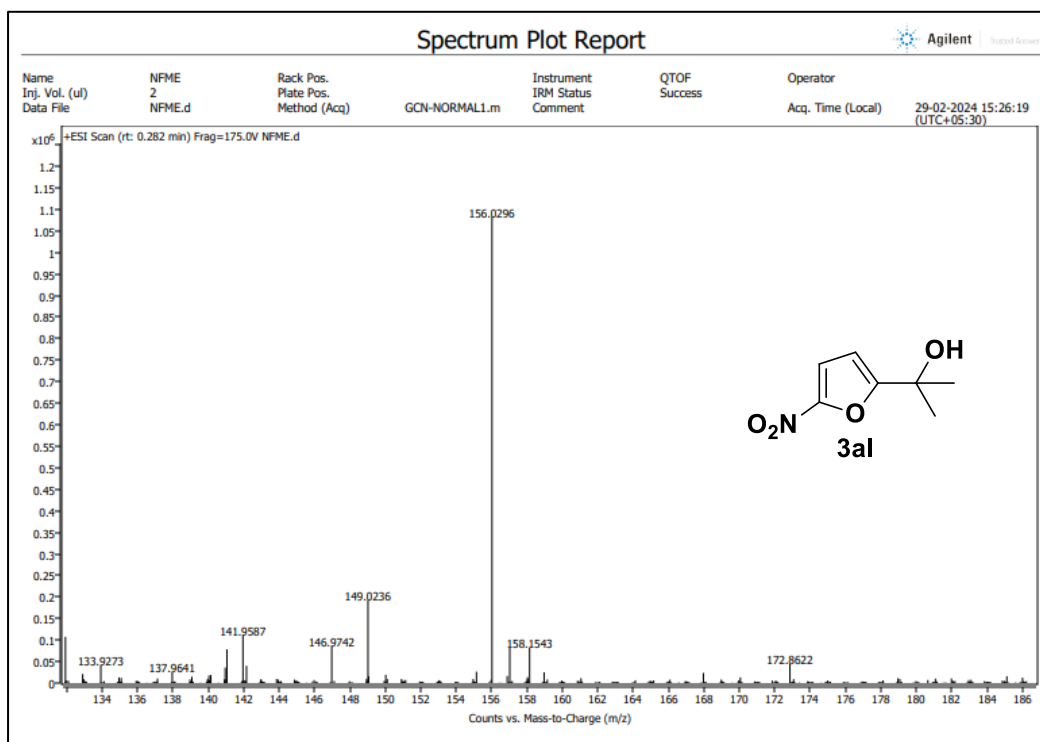 Spectrum Plot Report
Agilent Trusted Answers
Name NFME Rack Pos. Instrument QTOF Operator
Inj. Vol. (ul) 2 Plate Pos. IRM Status Success
Data File NFME.d Method (Acq) GCN-NORMAL1.m Comment Acq. Time (Local) 29-02-2024 15:26:19 (UTC+05:30)
x10⁶ +ESI Scan (rt: 0.282 min) Frag=175.0V NFME.d
1.2
1.15
1.1
1.05
1
0.95
0.9
0.85
0.8
0.75
0.7
0.65
0.6
0.55
0.5
0.45
0.4
0.35
0.3
0.25
0.2
0.15
0.1
0.05
0
156.0296
149.0236
141.9587
146.9742
158.1543
133.9273
137.9641
172.8622
OH
O
O₂N
3al
134 136 138 140 142 144 146 148 150 152 154 156 158 160 162 164 166 168 170 172 174 176 178 180 182 184 186
Counts vs. Mass-to-Charge (m/z)